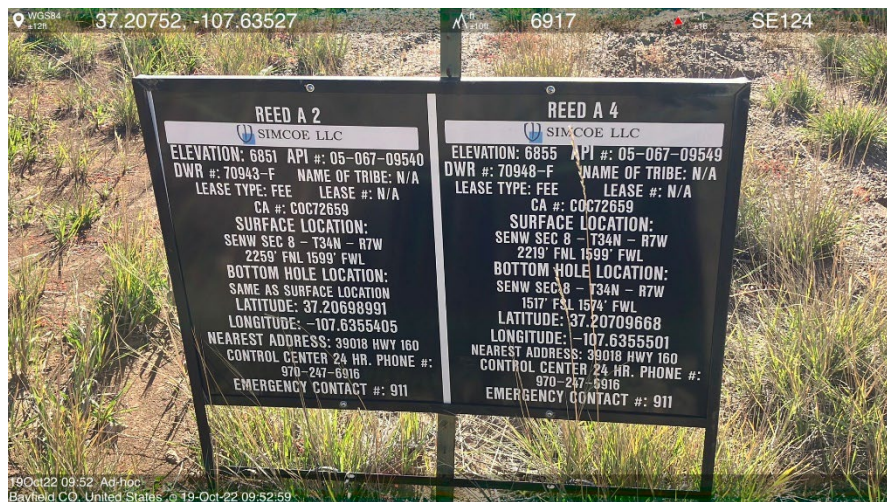 WGS84
±12ft
37.20752, -107.63527
ft
±10ft
6917
SE124
REED A 2
SIMCOE LLC
ELEVATION: 6851 API #: 05-067-09540
DWR #: 70943-F NAME OF TRIBE: N/A
LEASE TYPE: FEE LEASE #: N/A
CA #: COC72659
SURFACE LOCATION:
SENW SEC 8 - T34N - R7W
2259' FNL 1599' FWL
BOTTOM HOLE LOCATION:
SAME AS SURFACE LOCATION
LATITUDE: 37.20698991
LONGITUDE: -107.6355405
NEAREST ADDRESS: 39018 HWY 160
CONTROL CENTER 24 HR. PHONE #:
970-247-6916
EMERGENCY CONTACT #: 911
REED A 4
SIMCOE LLC
ELEVATION: 6855 API #: 05-067-09549
DWR #: 70948-F NAME OF TRIBE: N/A
LEASE TYPE: FEE LEASE #: N/A
CA #: COC72659
SURFACE LOCATION:
SENW SEC 8 - T34N - R7W
2219' FNL 1599' FWL
BOTTOM HOLE LOCATION:
SENW SEC 8 - T34N - R7W
1517' FSL 1574' FWL
LATITUDE: 37.20709668
LONGITUDE: -107.6355501
NEAREST ADDRESS: 39018 HWY 160
CONTROL CENTER 24 HR. PHONE #:
970-247-6916
EMERGENCY CONTACT #: 911
19Oct22 09:52 Ad-hoc
Bayfield CO, United States 19-Oct-22 09:52:59